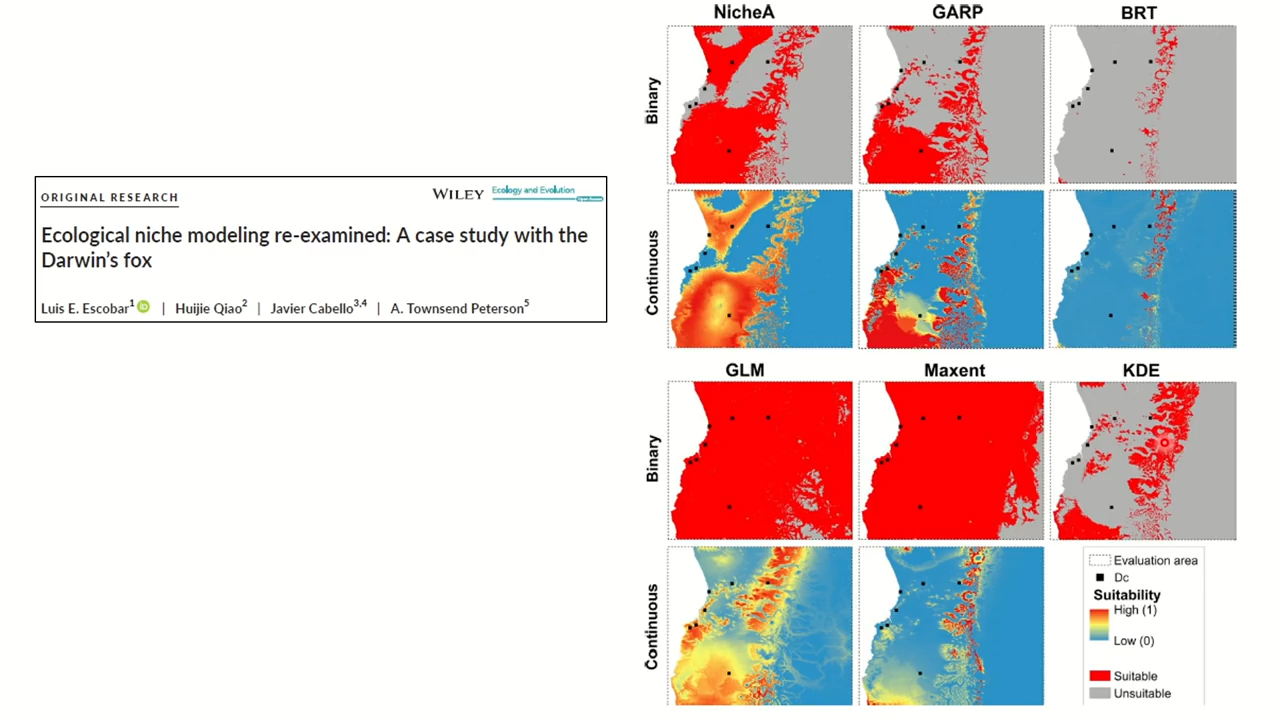 ORIGINAL RESEARCH
WILEY Ecology and Evolution
Ecological niche modeling re-examined: A case study with the
Darwin's fox
Luis E. Escobar1 iD | Huijie Qiao2 | Javier Cabello3,4 | A. Townsend Peterson5
NicheA GARP BRT
Binary
Continuous
GLM Maxent KDE
Binary
Continuous
Evaluation area
Dc
Suitability
High (1)
Low (0)
Suitable
Unsuitable